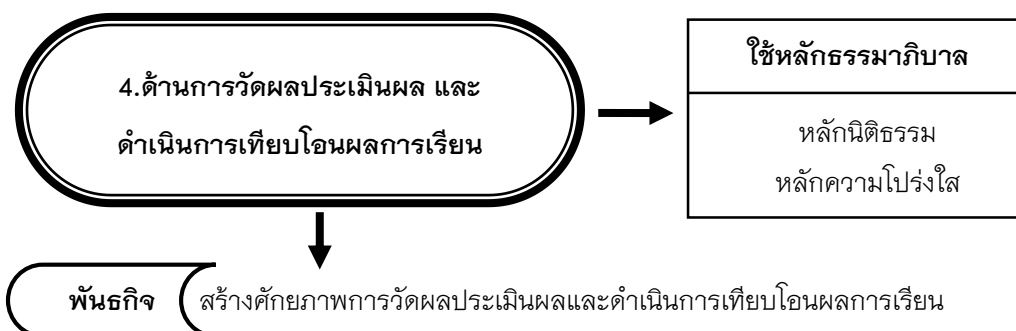 4.ด้านการวัดผลประเมินผล และ
ดำเนินการเทียบโอนผลการเรียน
ใช้หลักธรรมาภิบาล
หลักนิติธรรม
หลักความโปร่งใส
พันธกิจ สร้างศักยภาพการวัดผลประเมินผลและดำเนินการเทียบโอนผลการเรียน